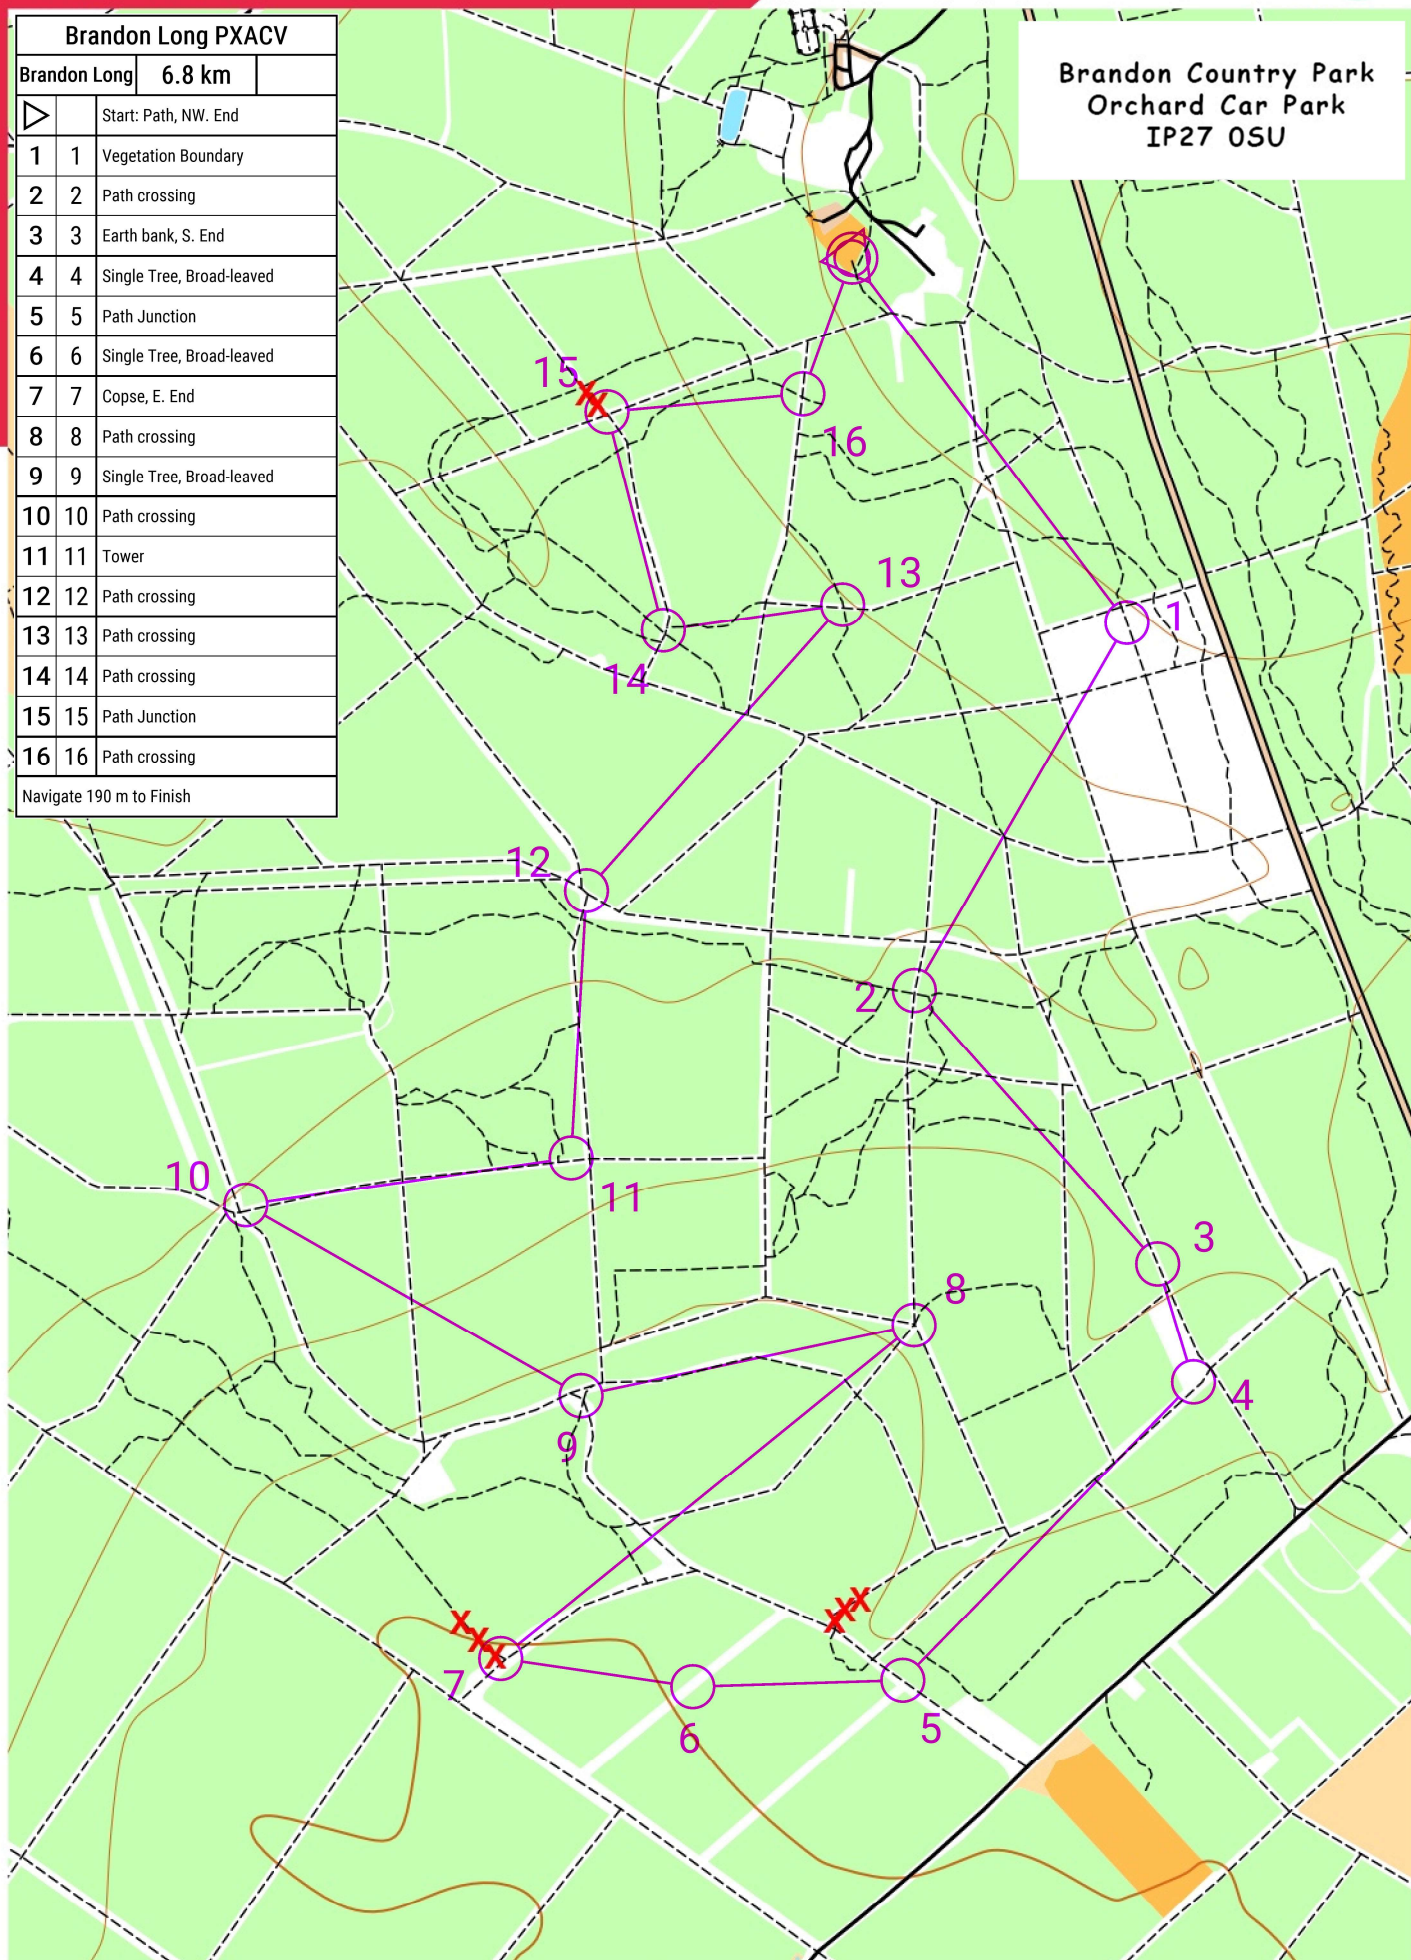 Brandon Long PXACV
Brandon Long 6.8 km
Start: Path, NW. End
1 1 Vegetation Boundary
2 2 Path crossing
3 3 Earth bank, S. End
4 4 Single Tree, Broad-leaved
5 5 Path Junction
6 6 Single Tree, Broad-leaved
7 7 Copse, E. End
8 8 Path crossing
9 9 Single Tree, Broad-leaved
10 10 Path crossing
11 11 Tower
12 12 Path crossing
13 13 Path crossing
14 14 Path crossing
15 15 Path Junction
16 16 Path crossing
Navigate 190 m to Finish
Brandon Country Park
Orchard Car Park
IP27 0SU
15
16
13
1
14
12
2
10
11
3
8
4
9
7
5
6